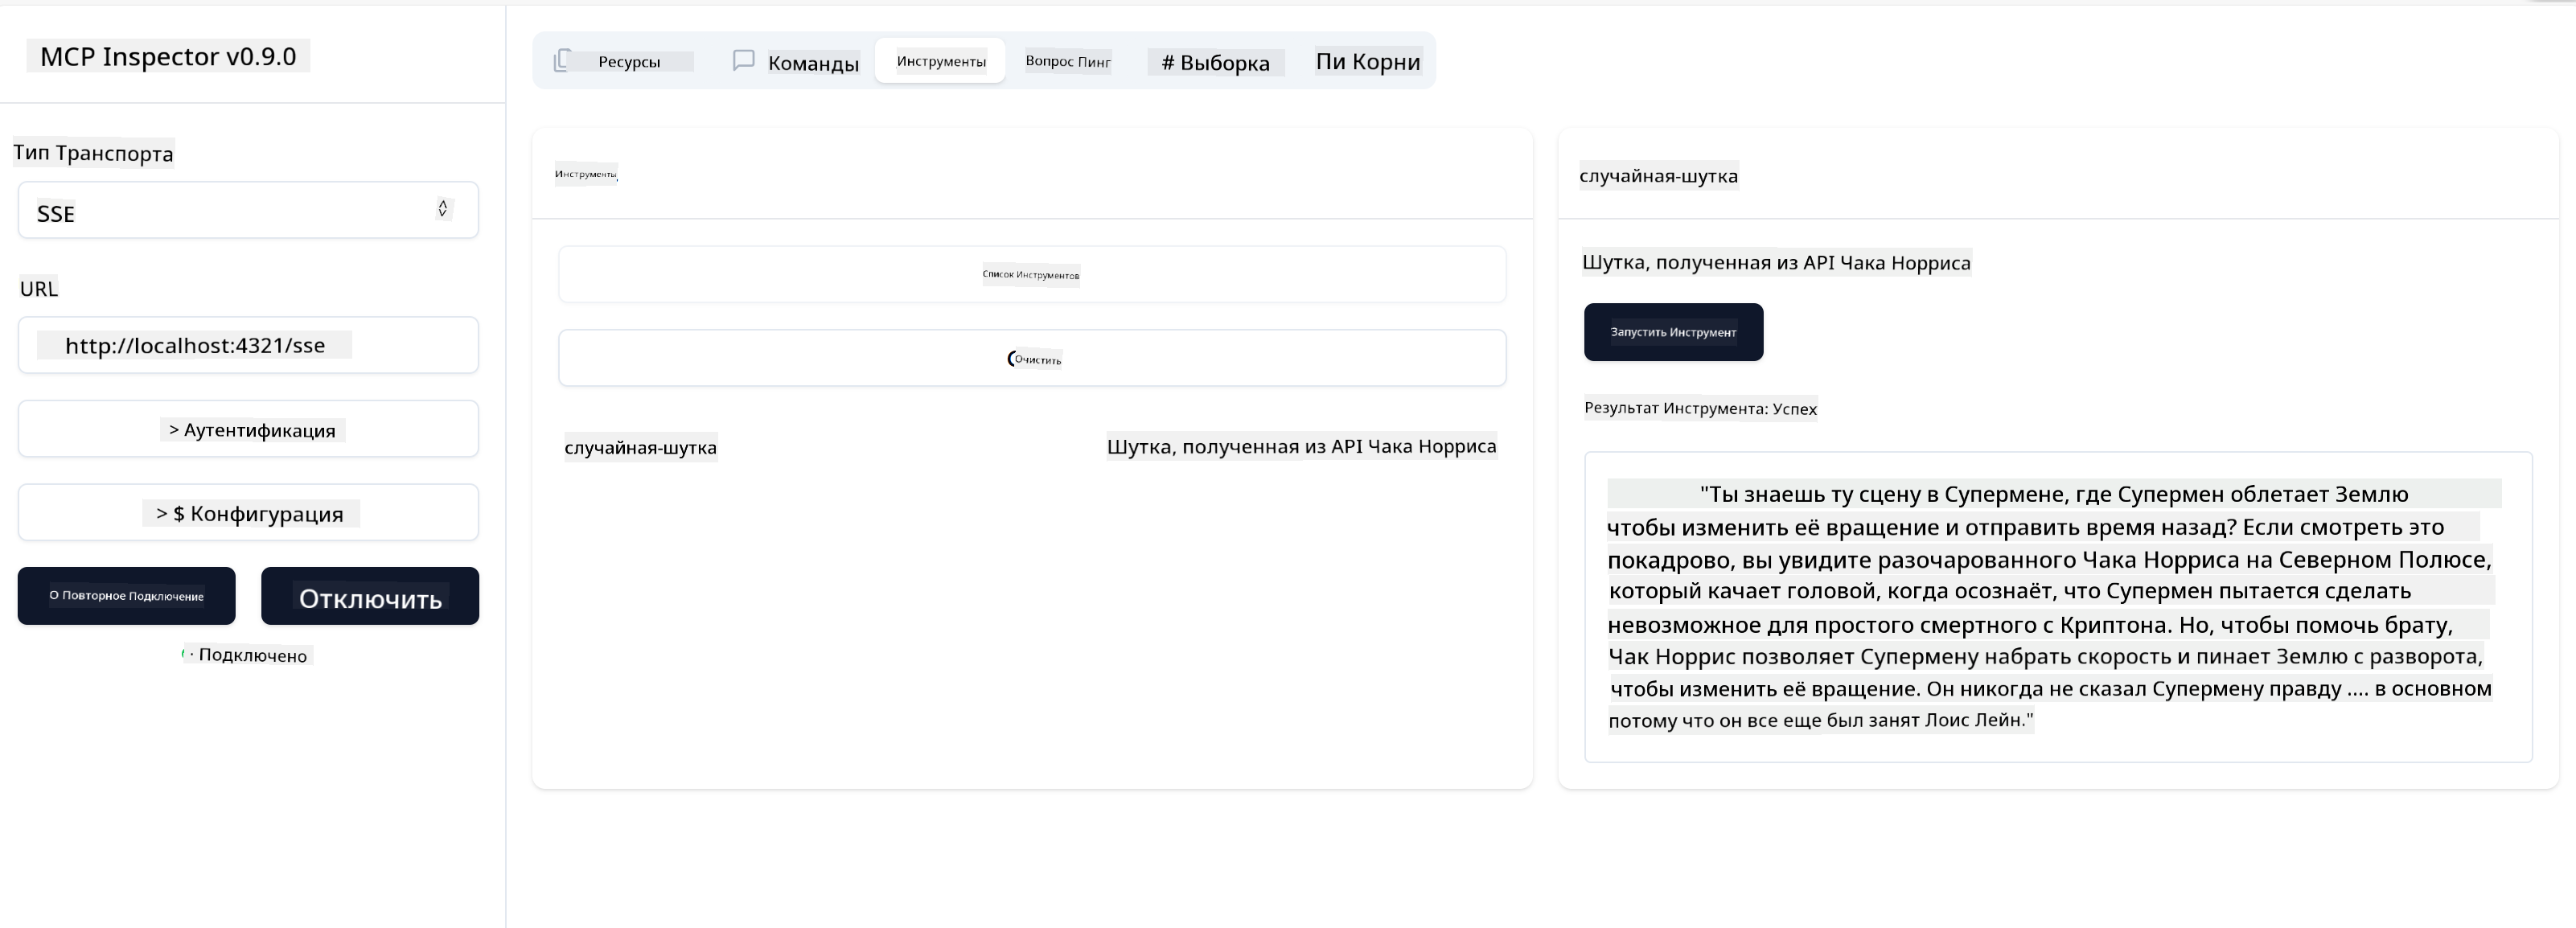 MCP Inspector v0.9.0
Тип Транспорта
SSE
URL
http://localhost:4321/sse
> Аутентификация
> $ Конфигурация
О Повторное Подключение
Отключить
· Подключено
Ресурсы
Команды
Инструменты
Вопрос Пинг
# Выборка
Пи Корни
Инструменты
Список Инструментов
Очистить
случайная-шутка
Шутка, полученная из API Чака Норриса
случайная-шутка
Шутка, полученная из API Чака Норриса
Запустить Инструмент
Результат Инструмента: Успех
"Ты знаешь ту сцену в Супермене, где Супермен облетает Землю
чтобы изменить её вращение и отправить время назад? Если смотреть это
покадрово, вы увидите разочарованного Чака Норриса на Северном Полюсе,
который качает головой, когда осознаёт, что Супермен пытается сделать
невозможное для простого смертного с Криптона. Но, чтобы помочь брату,
Чак Норрис позволяет Супермену набрать скорость и пинает Землю с разворота,
чтобы изменить её вращение. Он никогда не сказал Супермену правду .... в основном
потому что он все еще был занят Лоис Лейн."